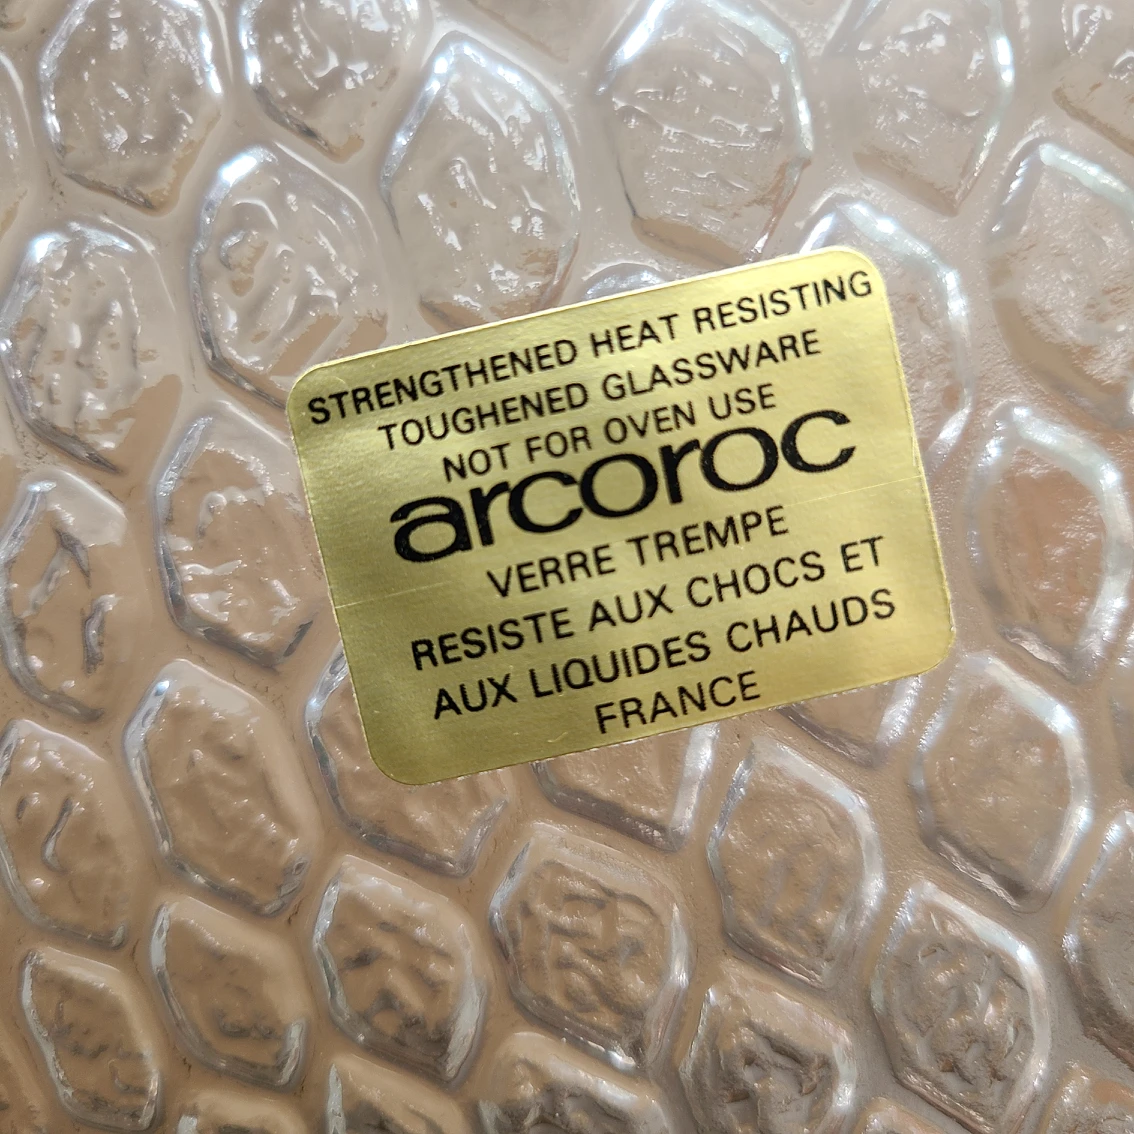 STRENGTHENED HEAT RESISTING
TOUGHENED GLASSWARE
NOT FOR OVEN USE
arcoroc
VERRE TREMPE
RESISTE AUX CHOCS ET
AUX LIQUIDES CHAUDS
FRANCE